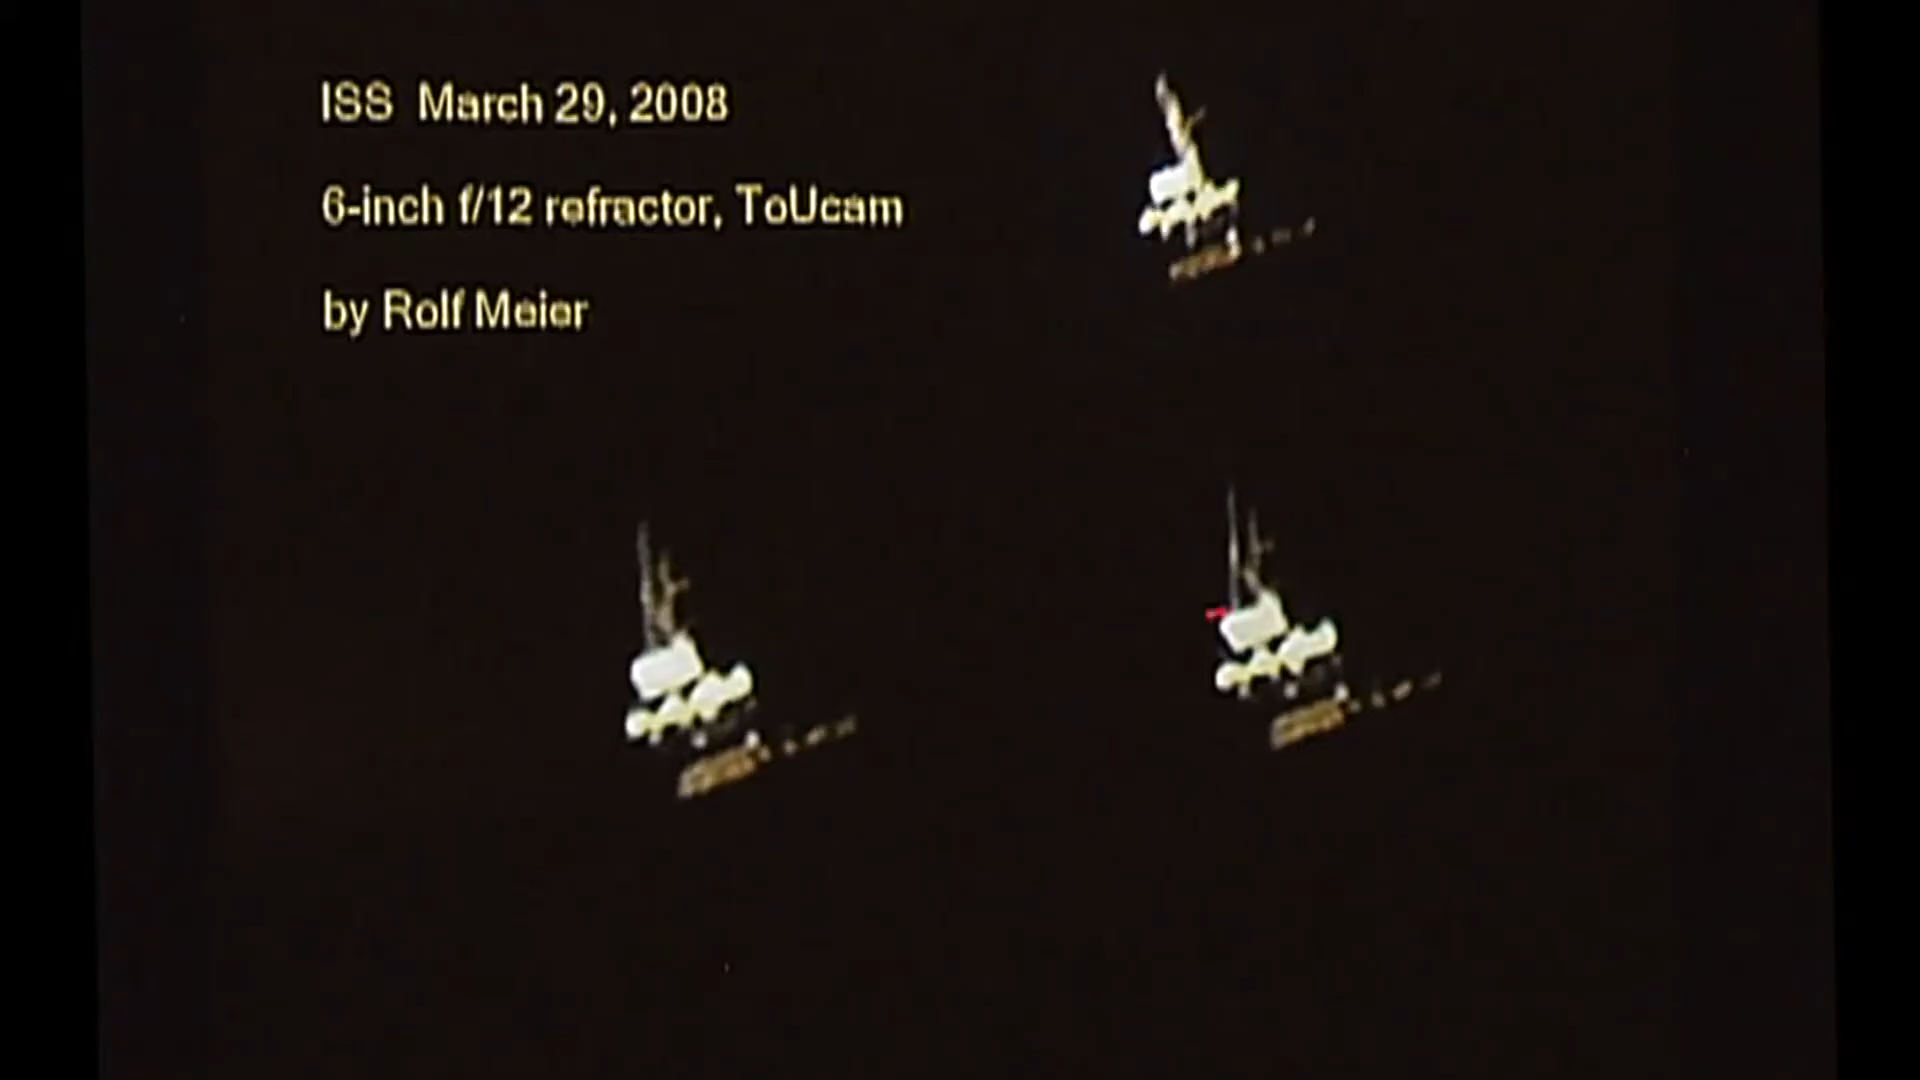 ISS March 29, 2008
6-inch f/12 refractor, ToUcam
by Rolf Meier